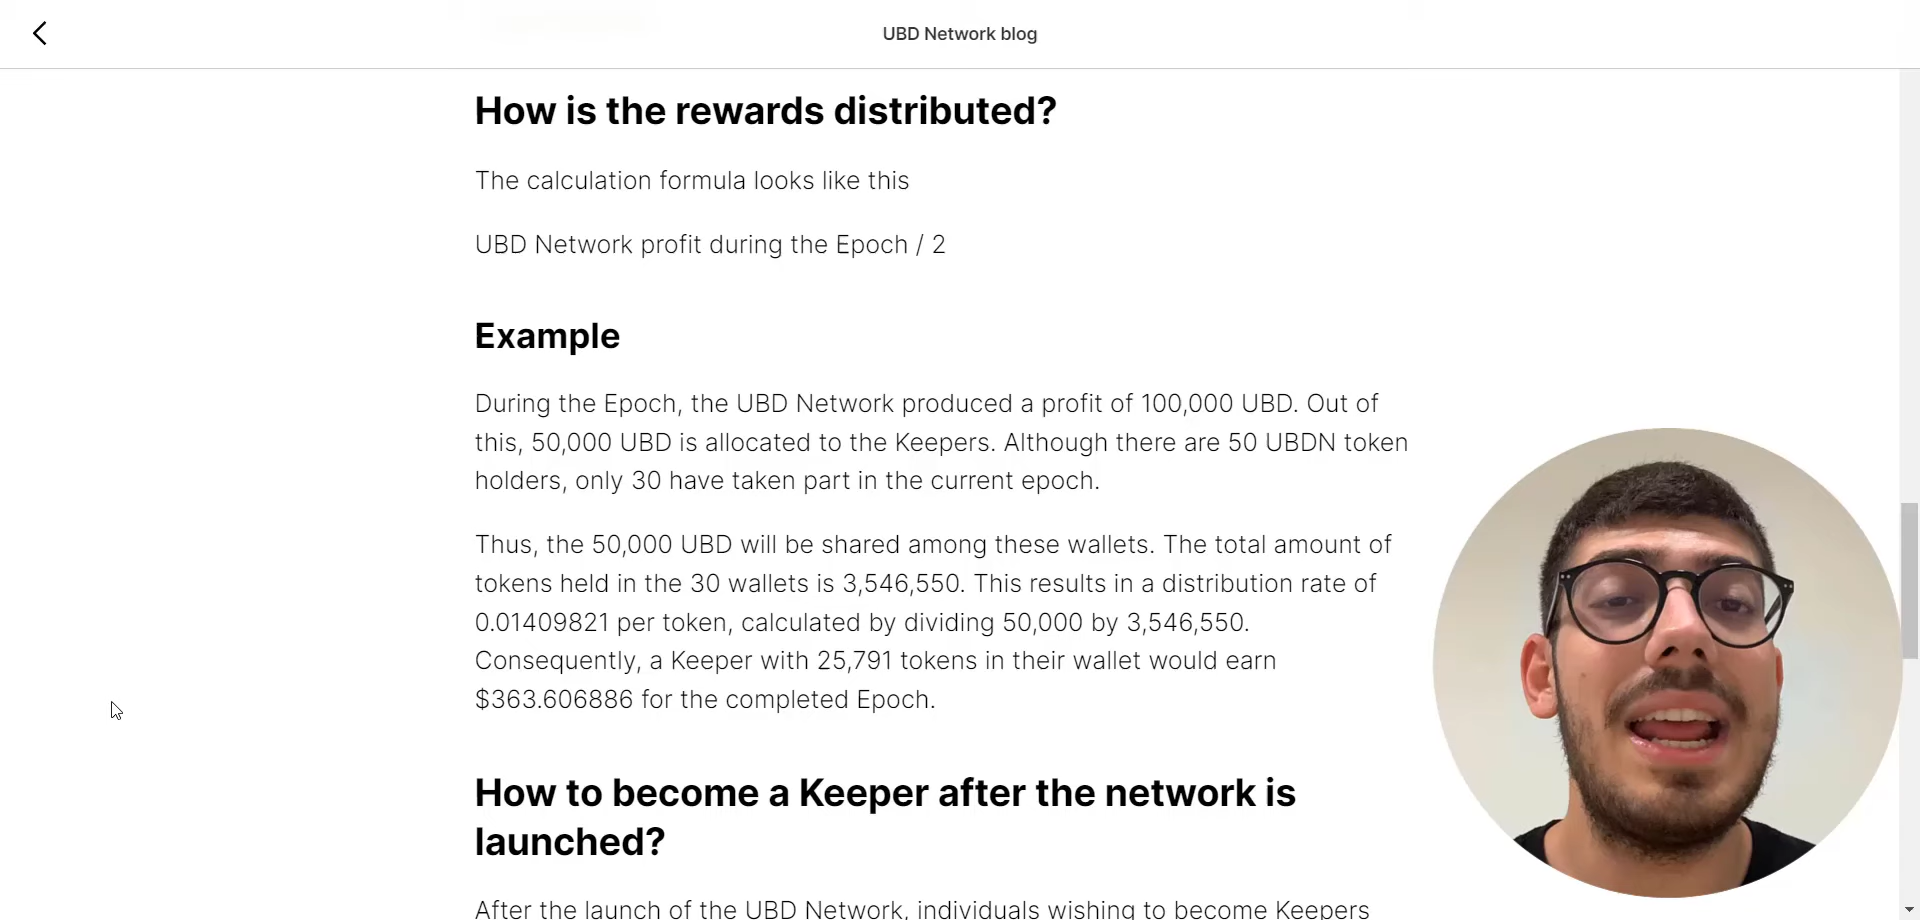 UBD Network blog
How is the rewards distributed?
The calculation formula looks like this
UBD Network profit during the Epoch / 2
Example
During the Epoch, the UBD Network produced a profit of 100,000 UBD. Out of
this, 50,000 UBD is allocated to the Keepers. Although there are 50 UBDN token
holders, only 30 have taken part in the current epoch.
Thus, the 50,000 UBD will be shared among these wallets. The total amount of
tokens held in the 30 wallets is 3,546,550. This results in a distribution rate of
0.01409821 per token, calculated by dividing 50,000 by 3,546,550.
Consequently, a Keeper with 25,791 tokens in their wallet would earn
$363.606886 for the completed Epoch.
How to become a Keeper after the network is
launched?
After the launch of the UBD Network, individuals wishing to become Keepers